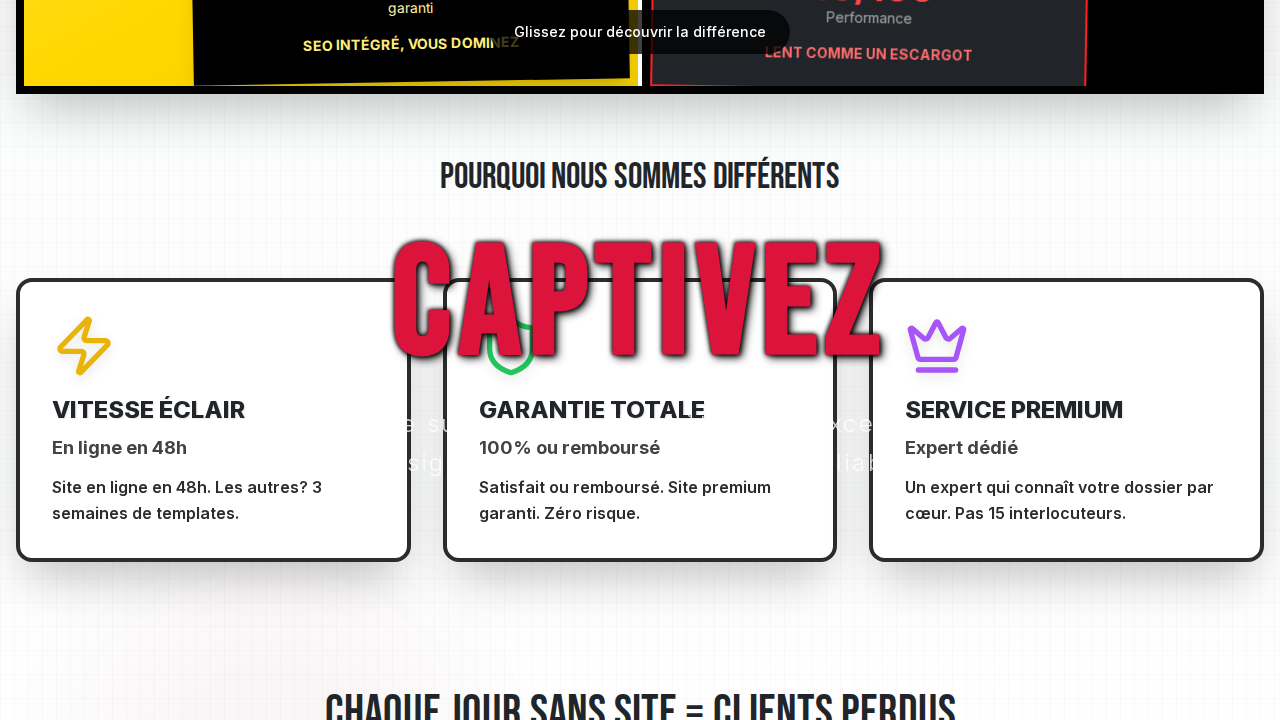 garanti
SEO INTÉGRÉ, VOUS DOMINEZ
Performance
LENT COMME UN ESCARGOT
Glissez pour découvrir la différence
POURQUOI NOUS SOMMES DIFFÉRENTS
CAPTIVEZ
VITESSE ÉCLAIR
En ligne en 48h
Site en ligne en 48h. Les autres? 3
semaines de templates.
GARANTIE TOTALE
100% ou remboursé
Satisfait ou remboursé. Site premium
garanti. Zéro risque.
SERVICE PREMIUM
Expert dédié
Un expert qui connaît votre dossier par
cœur. Pas 15 interlocuteurs.
CHAQUE JOUR SANS SITE = CLIENTS PERDUS